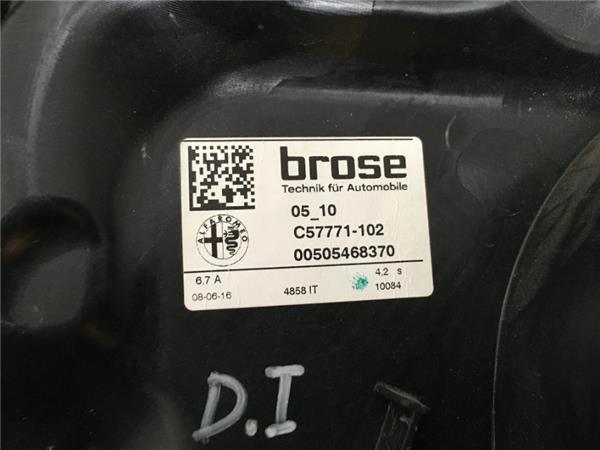 brose
Technik für Automobile
05_10
C57771-102
00505468370
ALFA ROMEO
6,7 A
4,2 s
08-06-16
4858 IT
10084
D.I